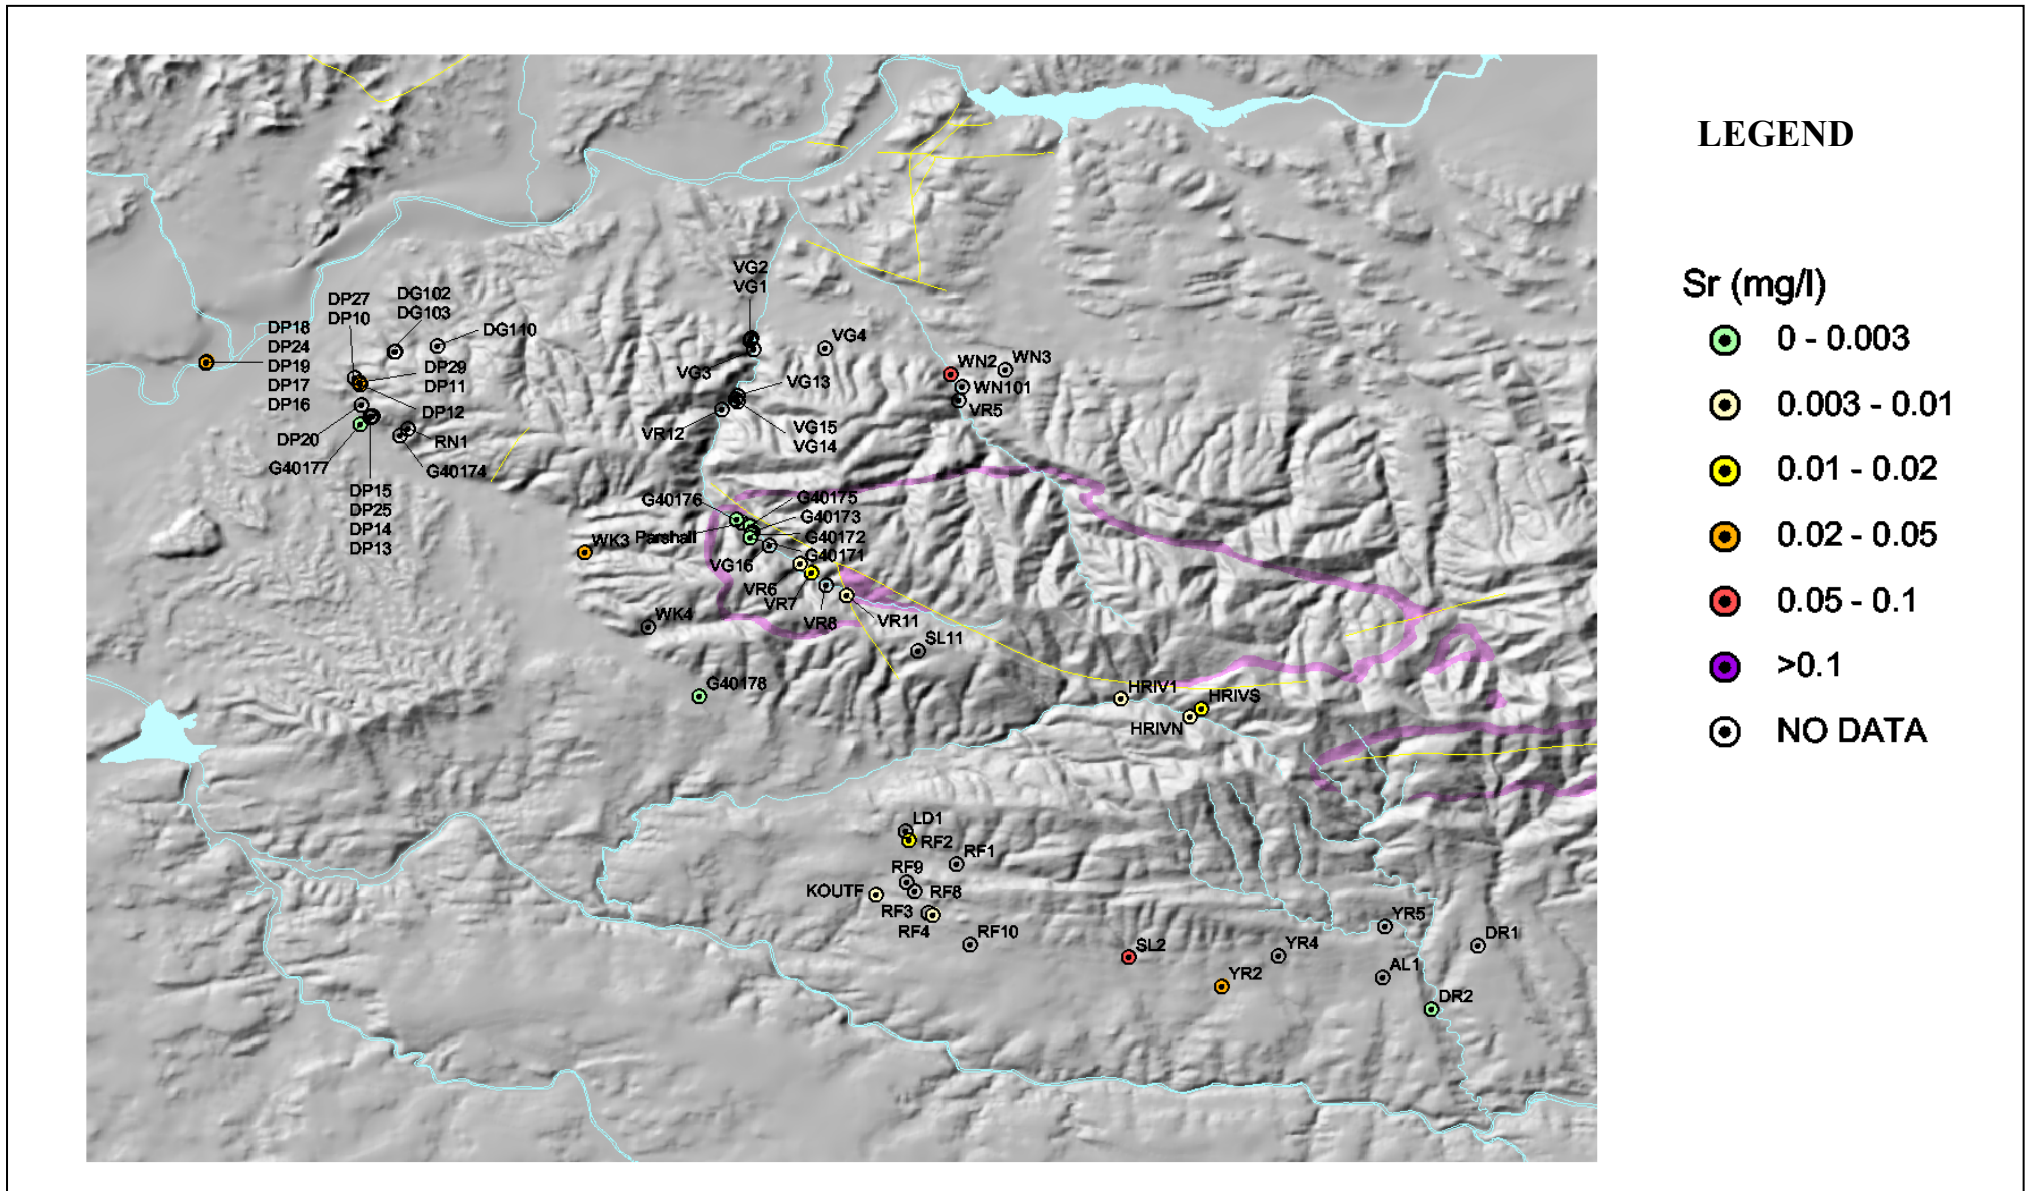 LEGEND
Sr (mg/l)
0 - 0.003
0.003 - 0.01
0.01 - 0.02
0.02 - 0.05
0.05 - 0.1
>0.1
NO DATA
VG2
VG1
DP27
DP10
DG102
DG103
DG110
DP18
DP24
DP19
DP17
DP16
DP29
DP11
DP12
DP20
RN1
G40177
G40174
DP15
DP25
DP14
DP13
VG4
VG3
VG13
VR12
VG15
VG14
WN2
WN3
WN101
VR5
G40176
G40175
G40173
Parshall
G40172
G40171
WK3
VG16
VR6
VR7
VR8
VR11
WK4
SL11
G40178
HRIV1
HRIVS
HRIVN
LD1
RF2
RF1
RF9
KOUTF
RF8
RF3
RF4
RF10
SL2
YR2
YR4
YR5
AL1
DR1
DR2